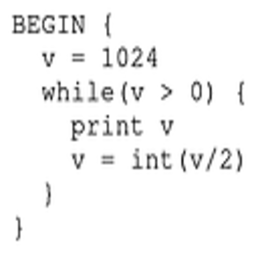 BEGIN {
  v = 1024
  while(v > 0) {
    print v
    v = int(v/2)
  }
}